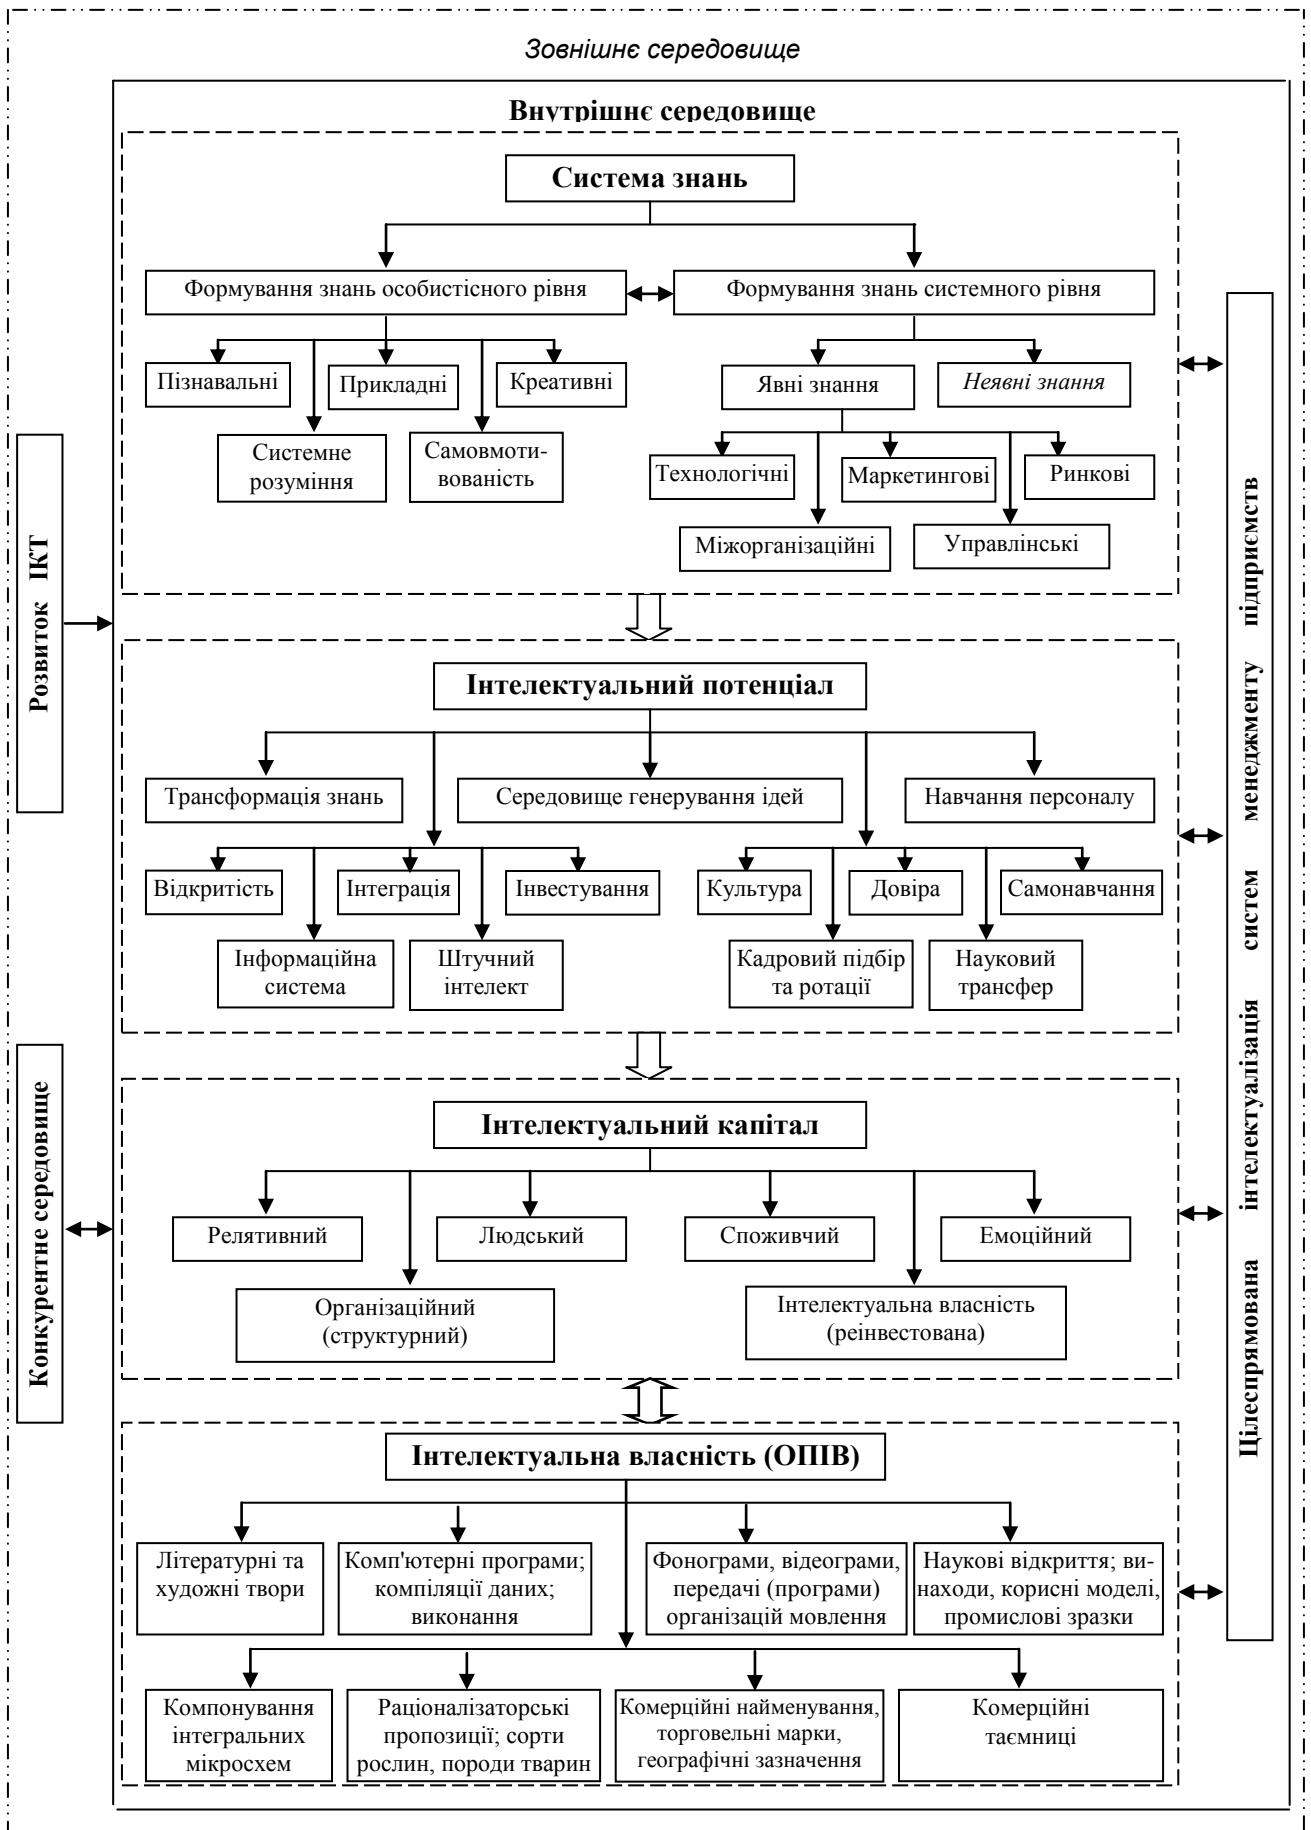 Зовнішнє середовище
Внутрішнє середовище
Система знань
Формування знань особистісного рівня
Формування знань системного рівня
Пізнавальні
Прикладні
Креативні
Системне
розуміння
Самовмоти-
вованість
Явні знання
Неявні знання
Технологічні
Маркетингові
Ринкові
Міжорганізаційні
Управлінські
Розвиток ІКТ
Інтелектуальний потенціал
Трансформація знань
Середовище генерування ідей
Навчання персоналу
Відкритість
Інтеграція
Інвестування
Культура
Довіра
Самонавчання
Інформаційна
система
Штучний
інтелект
Кадровий підбір
та ротації
Науковий
трансфер
Конкурентне середовище
Інтелектуальний капітал
Релятивний
Людський
Споживчий
Емоційний
Організаційний
(структурний)
Інтелектуальна власність
(реінвестована)
Інтелектуальна власність (ОПІВ)
Літературні та
художні твори
Комп'ютерні програми;
компіляції даних;
виконання
Фонограми, відеограми,
передачі (програми)
організацій мовлення
Наукові відкриття; ви-
находи, корисні моделі,
промислові зразки
Компонування
інтегральних
мікросхем
Раціоналізаторські
пропозиції; сорти
рослин, породи тварин
Комерційні найменування,
торговельні марки,
географічні зазначення
Комерційні
таємниці
Цілеспрямована інтелектуалізація систем менеджменту підприємств